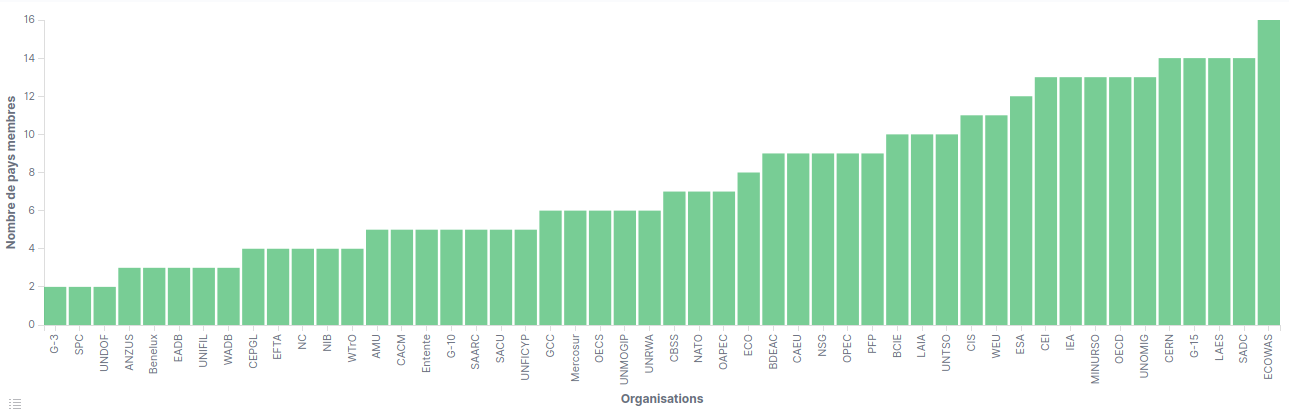 16
14
12
10
8
6
4
2
0
Nombre de pays membres
G-3
SPC
UNDOF
ANZUS
Benelux
EADB
UNIFIL
WADB
CEPGL
EFTA
NC
NIB
WTrO
AMU
CACM
Entente
G-10
SAARC
SACU
UNFICYP
GCC
Mercosur
OECS
UNMOGIP
UNRWA
CBSS
NATO
OAPEC
ECO
BDEAC
CAEU
NSG
OPEC
PFP
BCIE
LAIA
UNTSO
CIS
WEU
ESA
CEI
IEA
MINURSO
OECD
UNOMIG
CERN
G-15
LAES
SADC
ECOWAS
Organisations